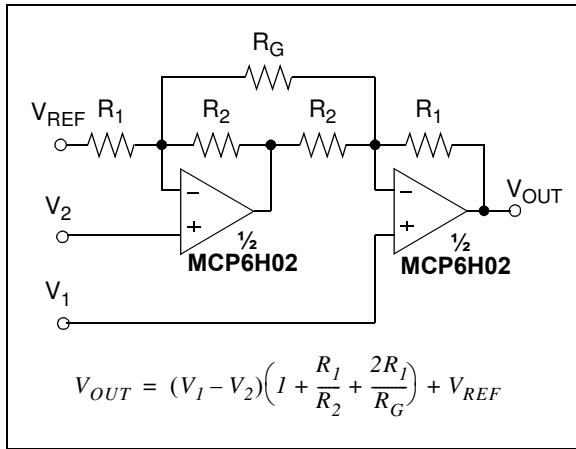 R_G
V_REF R_1 R_2 R_2 R_1
V_OUT
V_2
½
MCP6H02
½
MCP6H02
V_1
V_OUT = (V_1 – V_2)(1 + R_1/R_2 + 2R_1/R_G) + V_REF